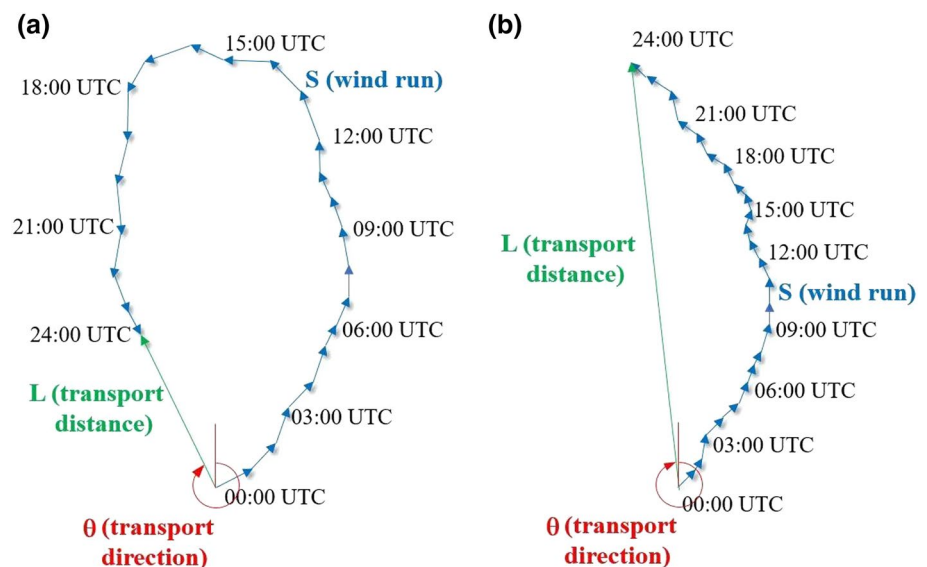 (a)
15:00 UTC
S (wind run)
18:00 UTC
12:00 UTC
21:00 UTC
09:00 UTC
24:00 UTC
06:00 UTC
L (transport
distance)
03:00 UTC
00:00 UTC
θ (transport
direction)
(b)
24:00 UTC
21:00 UTC
18:00 UTC
15:00 UTC
L (transport
distance)
12:00 UTC
S (wind run)
09:00 UTC
06:00 UTC
03:00 UTC
00:00 UTC
θ (transport
direction)